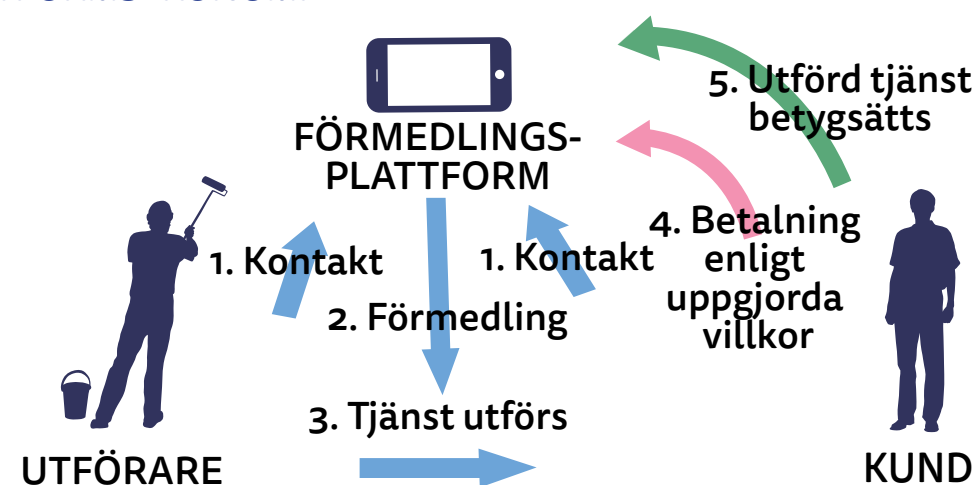 5. Utförd tjänst
betygsätts
FÖRMEDLINGS-
PLATTFORM
1. Kontakt
1. Kontakt
4. Betalning
enligt
uppgjorda
villkor
2. Förmedling
3. Tjänst utförs
UTFÖRARE
KUND